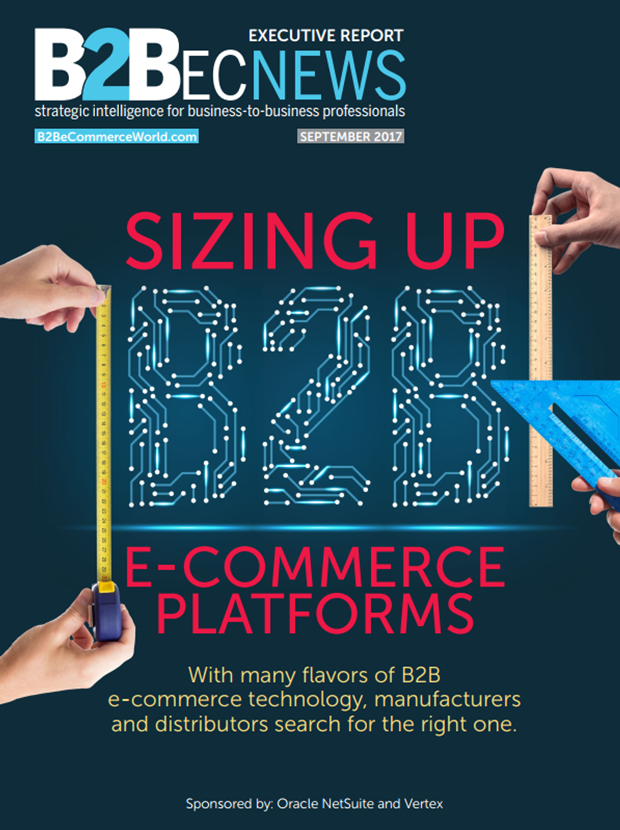 EXECUTIVE REPORT
B2BECNEWS
strategic intelligence for business-to-business professionals
B2BeCommerceWorld.com
SEPTEMBER 2017
SIZING UP
B2B
E-COMMERCE
PLATFORMS
With many flavors of B2B
e-commerce technology, manufacturers
and distributors search for the right one.
Sponsored by: Oracle NetSuite and Vertex